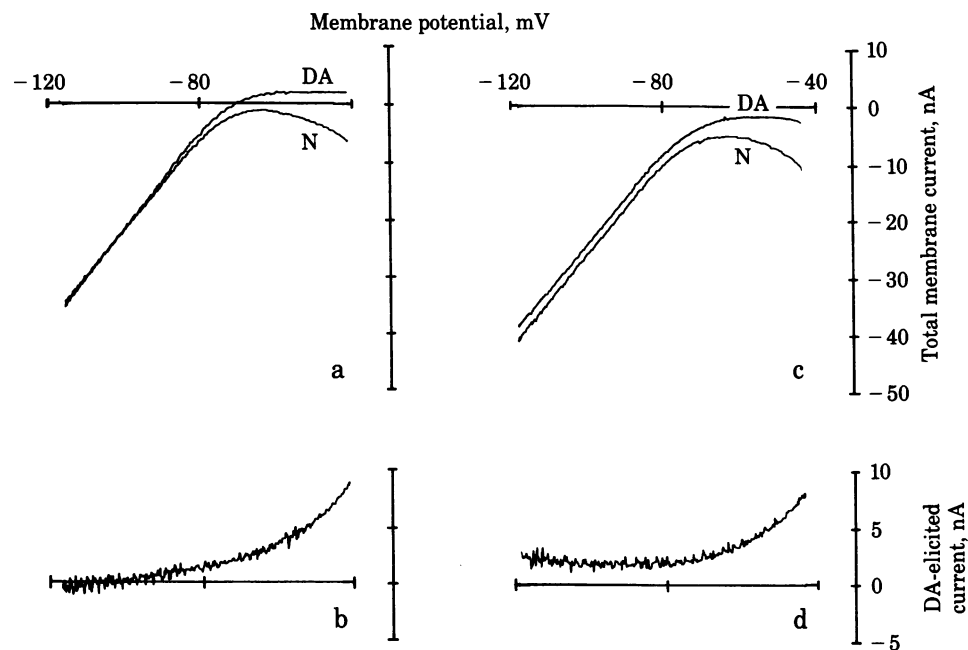 Membrane potential, mV
−120
−80
DA
N
a
−120
−80
−40
DA
N
c
10
0
−10
−20
−30
−40
−50
Total membrane current, nA
b
d
10
5
0
−5
DA-elicited
current, nA